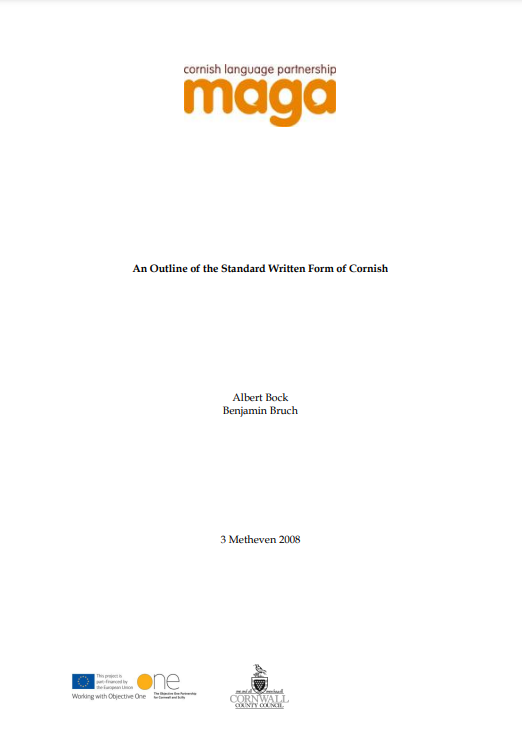 cornish language partnership
maga
An Outline of the Standard Written Form of Cornish
Albert Bock
Benjamin Bruch
3 Metheven 2008
This project is
part-financed by
the European Union
Working with Objective One
One
The Objective One Partnership
for Cornwall and Scilly
CORNWALL
COUNTY COUNCIL